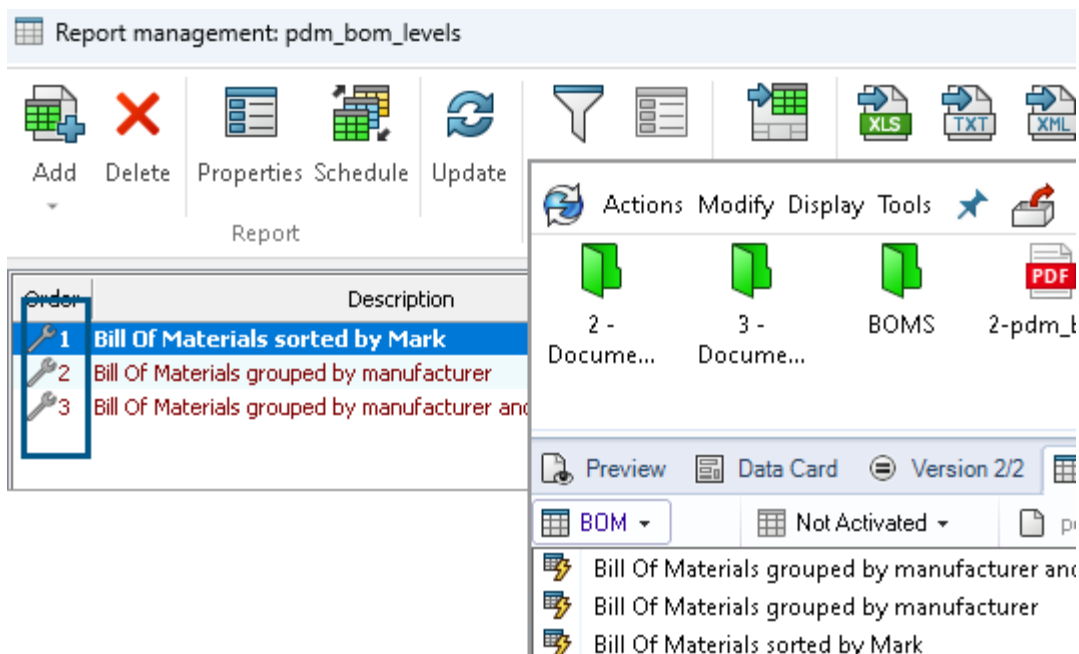 Report management: pdm_bom_levels
XLS TXT XML
Add Delete Properties Schedule Update
Report
Actions Modify Display Tools
Order Description
1 Bill Of Materials sorted by Mark
2 Bill Of Materials grouped by manufacturer
3 Bill Of Materials grouped by manufacturer and
PDF
2 - Docume...
3 - Docume...
BOMS
2-pdm_b
Preview Data Card Version 2/2
BOM Not Activated
Bill Of Materials grouped by manufacturer and
Bill Of Materials grouped by manufacturer
Bill Of Materials sorted by Mark